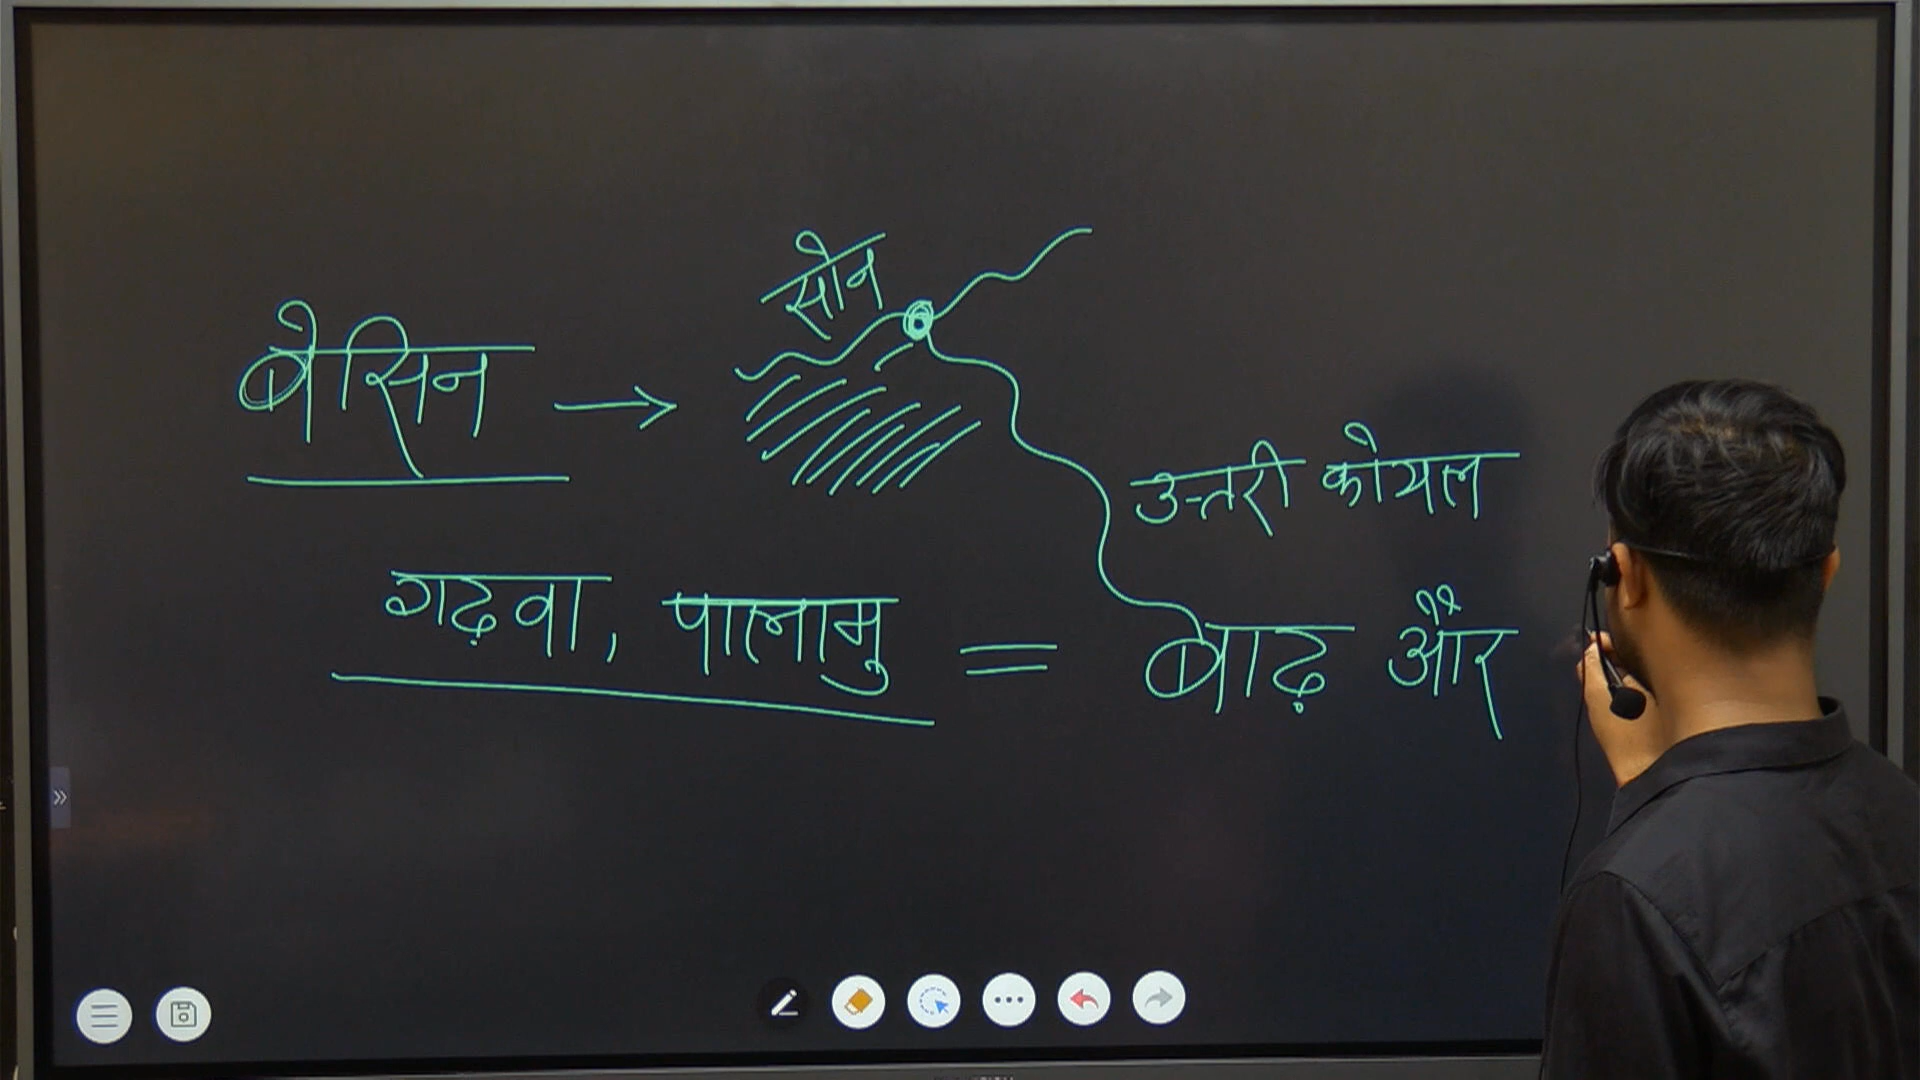 सोन
बेसिन →
उत्तरी कोयल
गढ़वा, पालामु = बाढ़ और